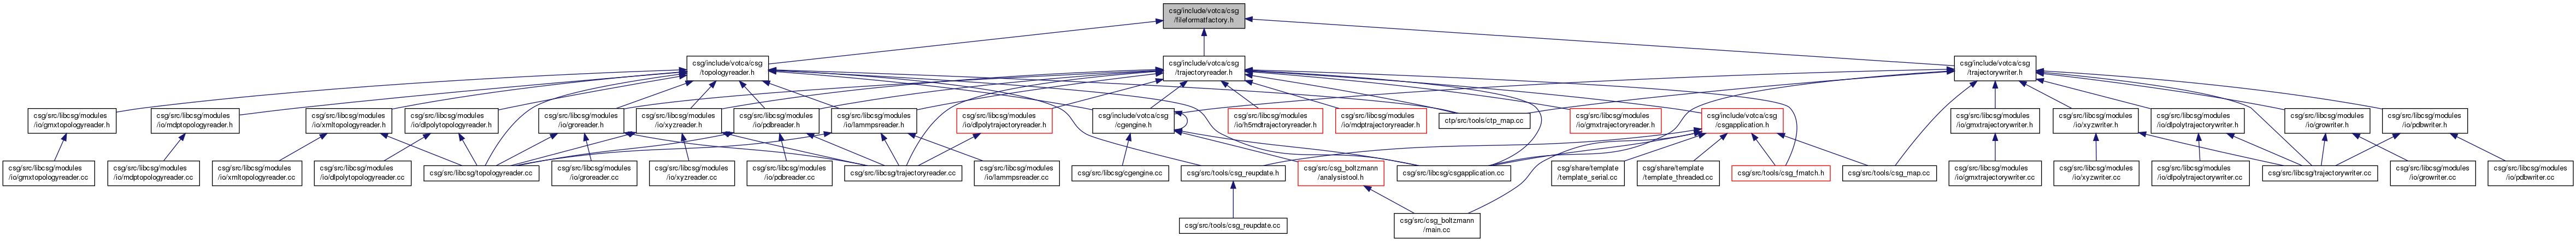 csg/include/votca/csg
/fileformatfactory.h
csg/include/votca/csg
/topologyreader.h
csg/include/votca/csg
/trajectoryreader.h
csg/include/votca/csg
/trajectorywriter.h
csg/src/libcsg/modules
/io/gmxtopologyreader.h
csg/src/libcsg/modules
/io/mdptopologyreader.h
csg/src/libcsg/modules
/io/xmltopologyreader.h
csg/src/libcsg/modules
/io/dlpolytopologyreader.h
csg/src/libcsg/modules
/io/groreader.h
csg/src/libcsg/modules
/io/xyzreader.h
csg/src/libcsg/modules
/io/pdbreader.h
csg/src/libcsg/modules
/io/lammpsreader.h
csg/src/libcsg/modules
/io/dlpolytrajectoryreader.h
csg/include/votca/csg
/cgengine.h
csg/src/libcsg/modules
/io/h5mdtrajectoryreader.h
csg/src/libcsg/modules
/io/mdptrajectoryreader.h
ctp/src/tools/ctp_map.cc
csg/src/libcsg/modules
/io/gmxtrajectoryreader.h
csg/include/votca/csg
/csgapplication.h
csg/src/libcsg/modules
/io/gmxtrajectorywriter.h
csg/src/libcsg/modules
/io/xyzwriter.h
csg/src/libcsg/modules
/io/dlpolytrajectorywriter.h
csg/src/libcsg/modules
/io/growriter.h
csg/src/libcsg/modules
/io/pdbwriter.h
csg/src/libcsg/modules
/io/gmxtopologyreader.cc
csg/src/libcsg/modules
/io/mdptopologyreader.cc
csg/src/libcsg/modules
/io/xmltopologyreader.cc
csg/src/libcsg/modules
/io/dlpolytopologyreader.cc
csg/src/libcsg/topologyreader.cc
csg/src/libcsg/modules
/io/groreader.cc
csg/src/libcsg/modules
/io/xyzreader.cc
csg/src/libcsg/modules
/io/pdbreader.cc
csg/src/libcsg/trajectoryreader.cc
csg/src/libcsg/modules
/io/lammpsreader.cc
csg/src/libcsg/cgengine.cc
csg/src/tools/csg_reupdate.h
csg/src/csg_boltzmann
/analysistool.h
csg/src/libcsg/csgapplication.cc
csg/share/template
/template_serial.cc
csg/share/template
/template_threaded.cc
csg/src/tools/csg_fmatch.h
csg/src/tools/csg_map.cc
csg/src/libcsg/modules
/io/gmxtrajectorywriter.cc
csg/src/libcsg/modules
/io/xyzwriter.cc
csg/src/libcsg/modules
/io/dlpolytrajectorywriter.cc
csg/src/libcsg/trajectorywriter.cc
csg/src/libcsg/modules
/io/growriter.cc
csg/src/libcsg/modules
/io/pdbwriter.cc
csg/src/tools/csg_reupdate.cc
csg/src/csg_boltzmann
/main.cc